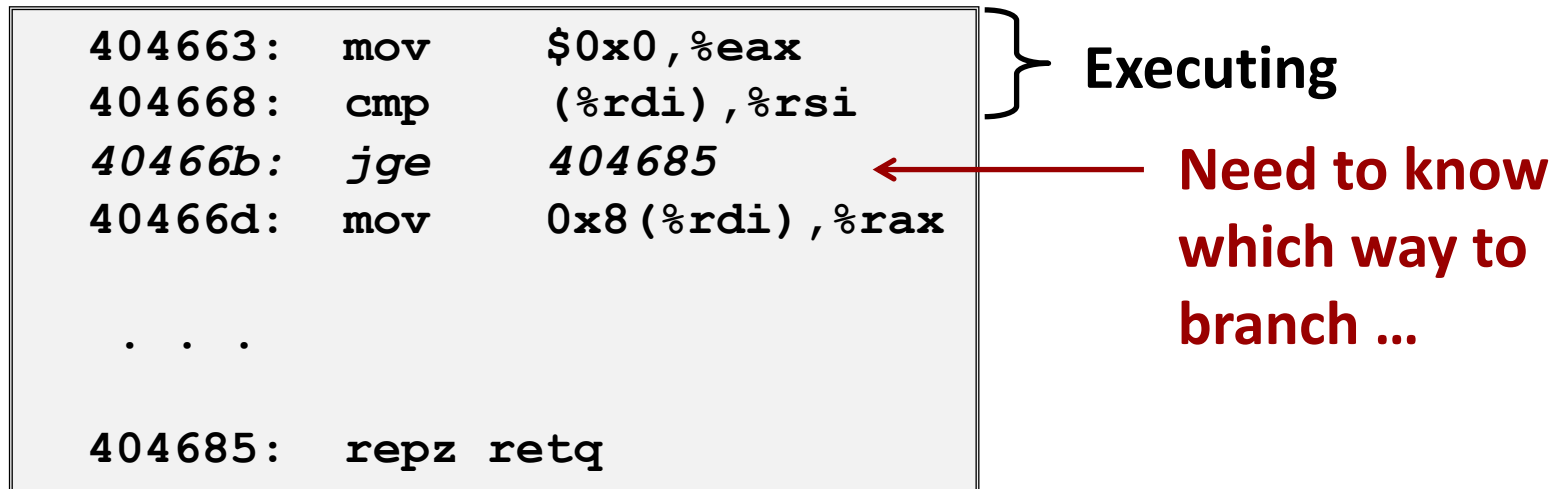 404663: mov $0x0,%eax
404668: cmp (%rdi),%rsi
40466b: jge 404685
40466d: mov 0x8(%rdi),%rax
. . .
404685: repz retq
Executing
Need to know
which way to
branch …